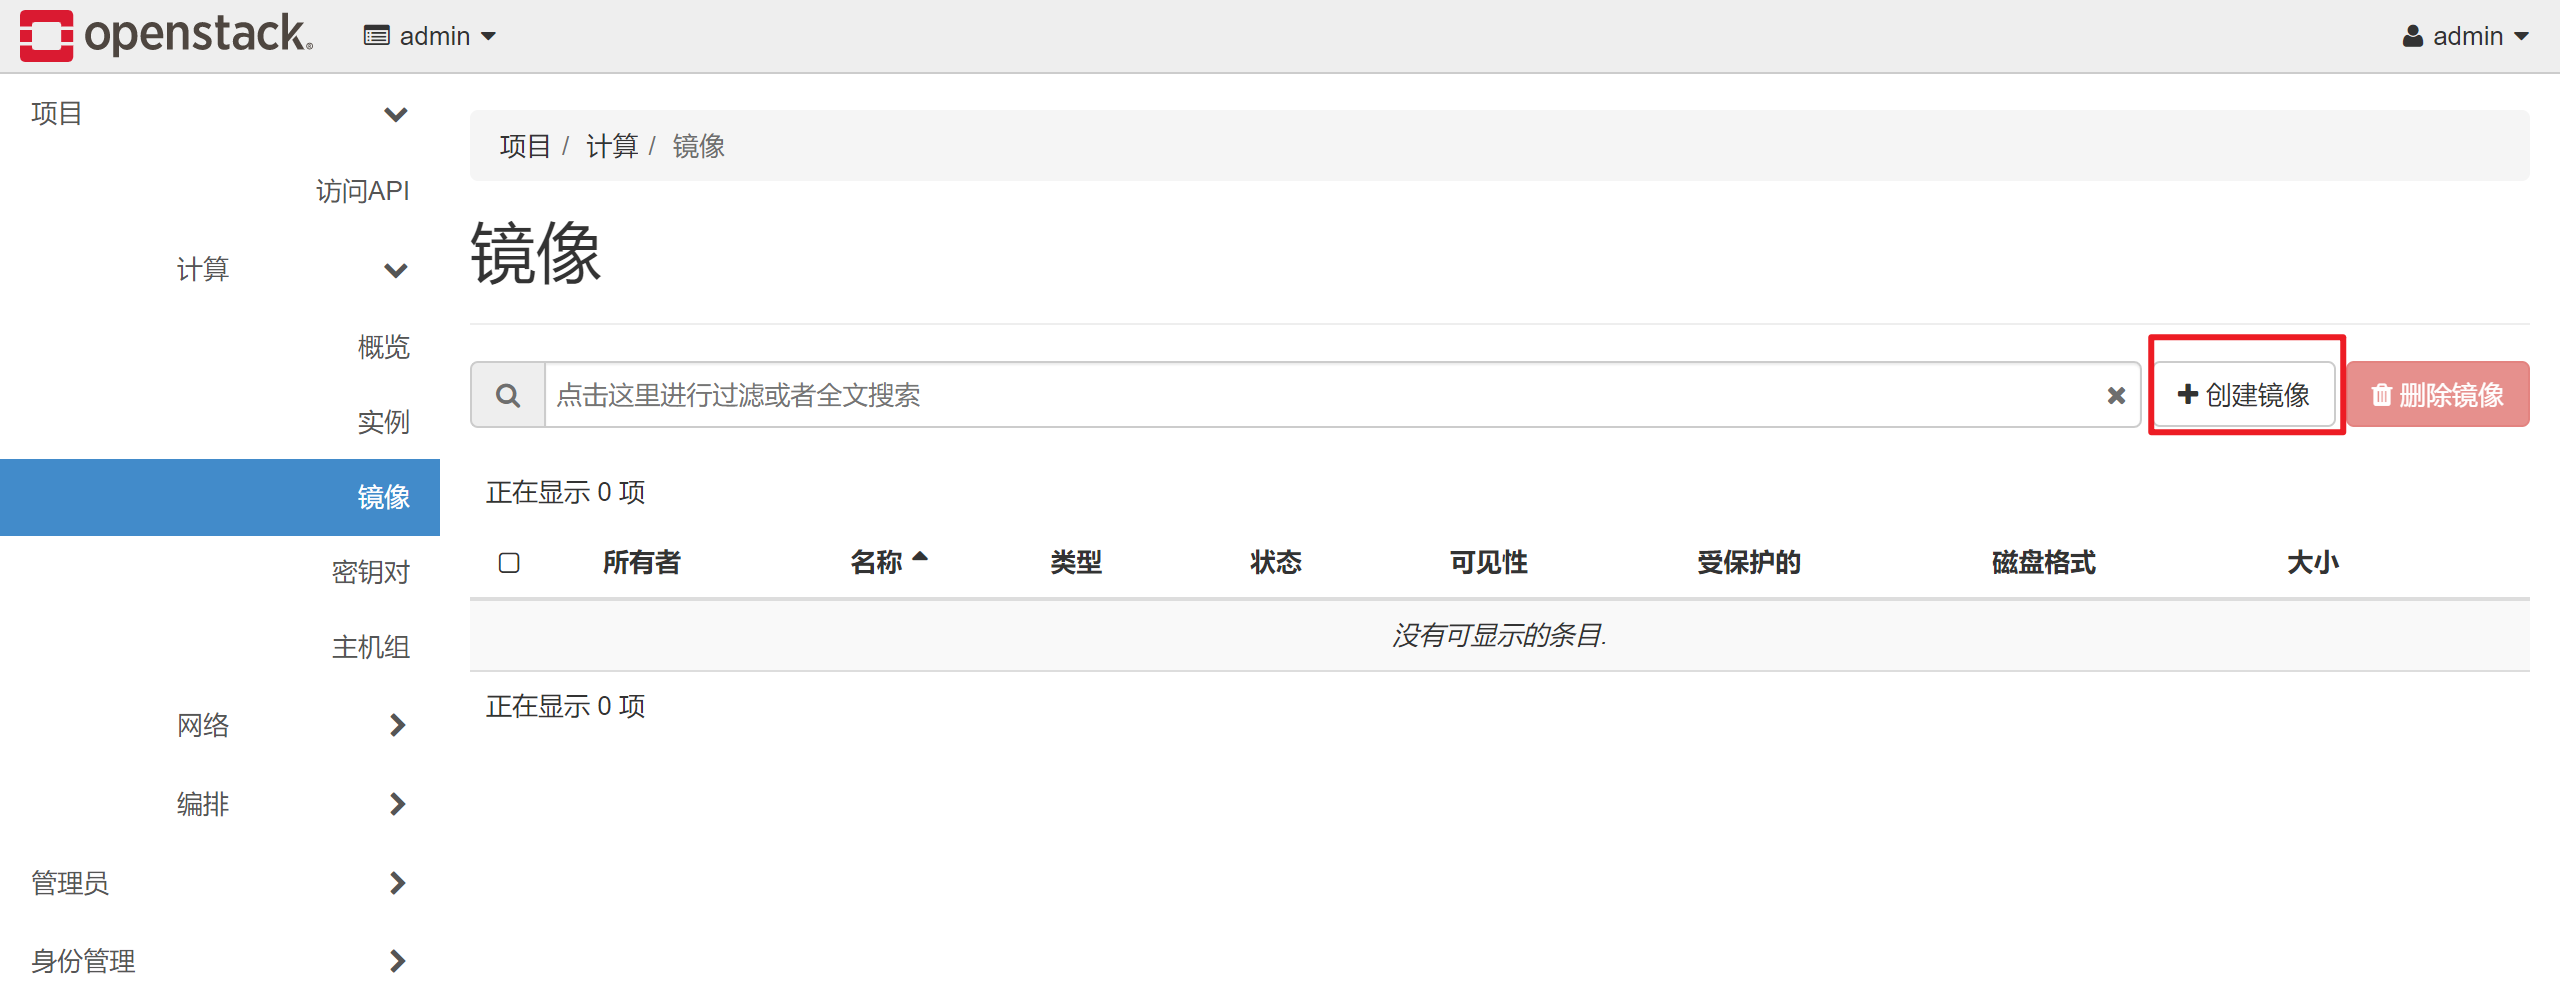 openstack.
admin
admin
项目
访问API
计算
概览
实例
镜像
密钥对
主机组
网络
编排
管理员
身份管理
项目 / 计算 / 镜像
镜像
点击这里进行过滤或者全文搜索
创建镜像
删除镜像
正在显示 0 项
所有者 名称 类型 状态 可见性 受保护的 磁盘格式 大小
没有可显示的条目.
正在显示 0 项